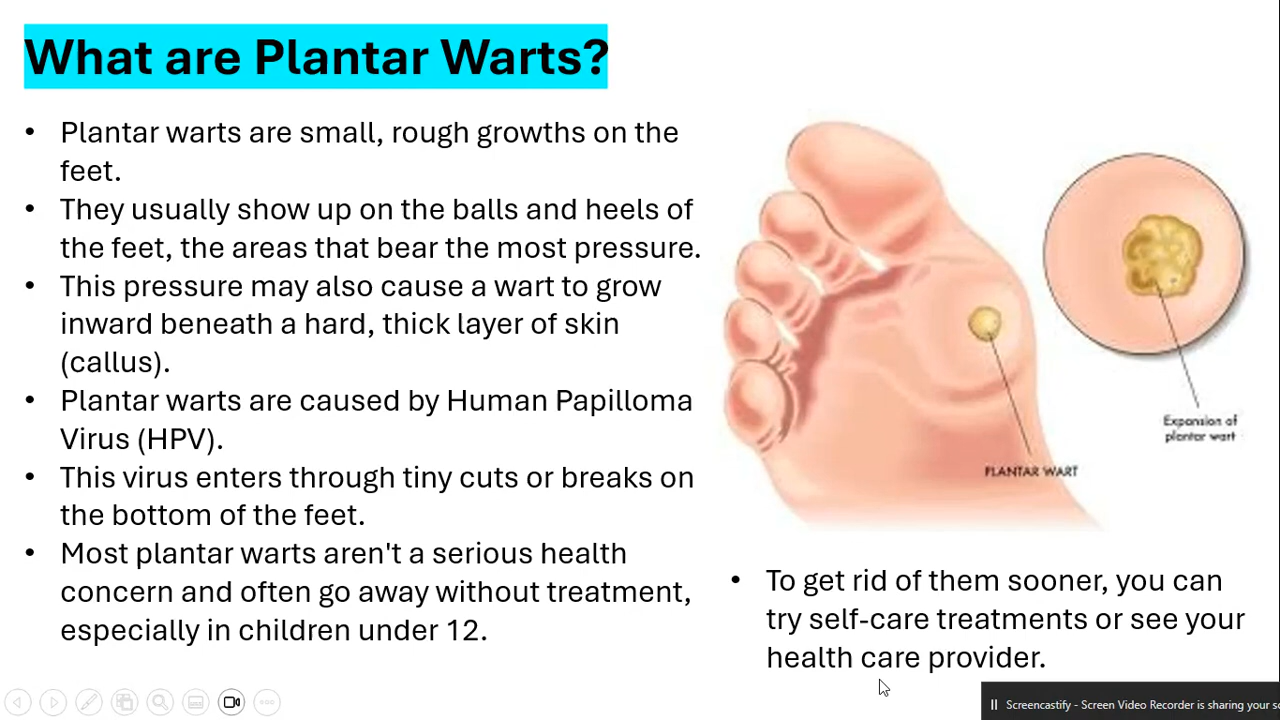 What are Plantar Warts?
• Plantar warts are small, rough growths on the
feet.
• They usually show up on the balls and heels of
the feet, the areas that bear the most pressure.
• This pressure may also cause a wart to grow
inward beneath a hard, thick layer of skin
(callus).
• Plantar warts are caused by Human Papilloma
Virus (HPV).
• This virus enters through tiny cuts or breaks on
the bottom of the feet.
• Most plantar warts aren't a serious health
concern and often go away without treatment,
especially in children under 12.
Expansion of
plantar wart
PLANTAR WART
• To get rid of them sooner, you can
try self-care treatments or see your
health care provider.
Screencastify - Screen Video Recorder is sharing your